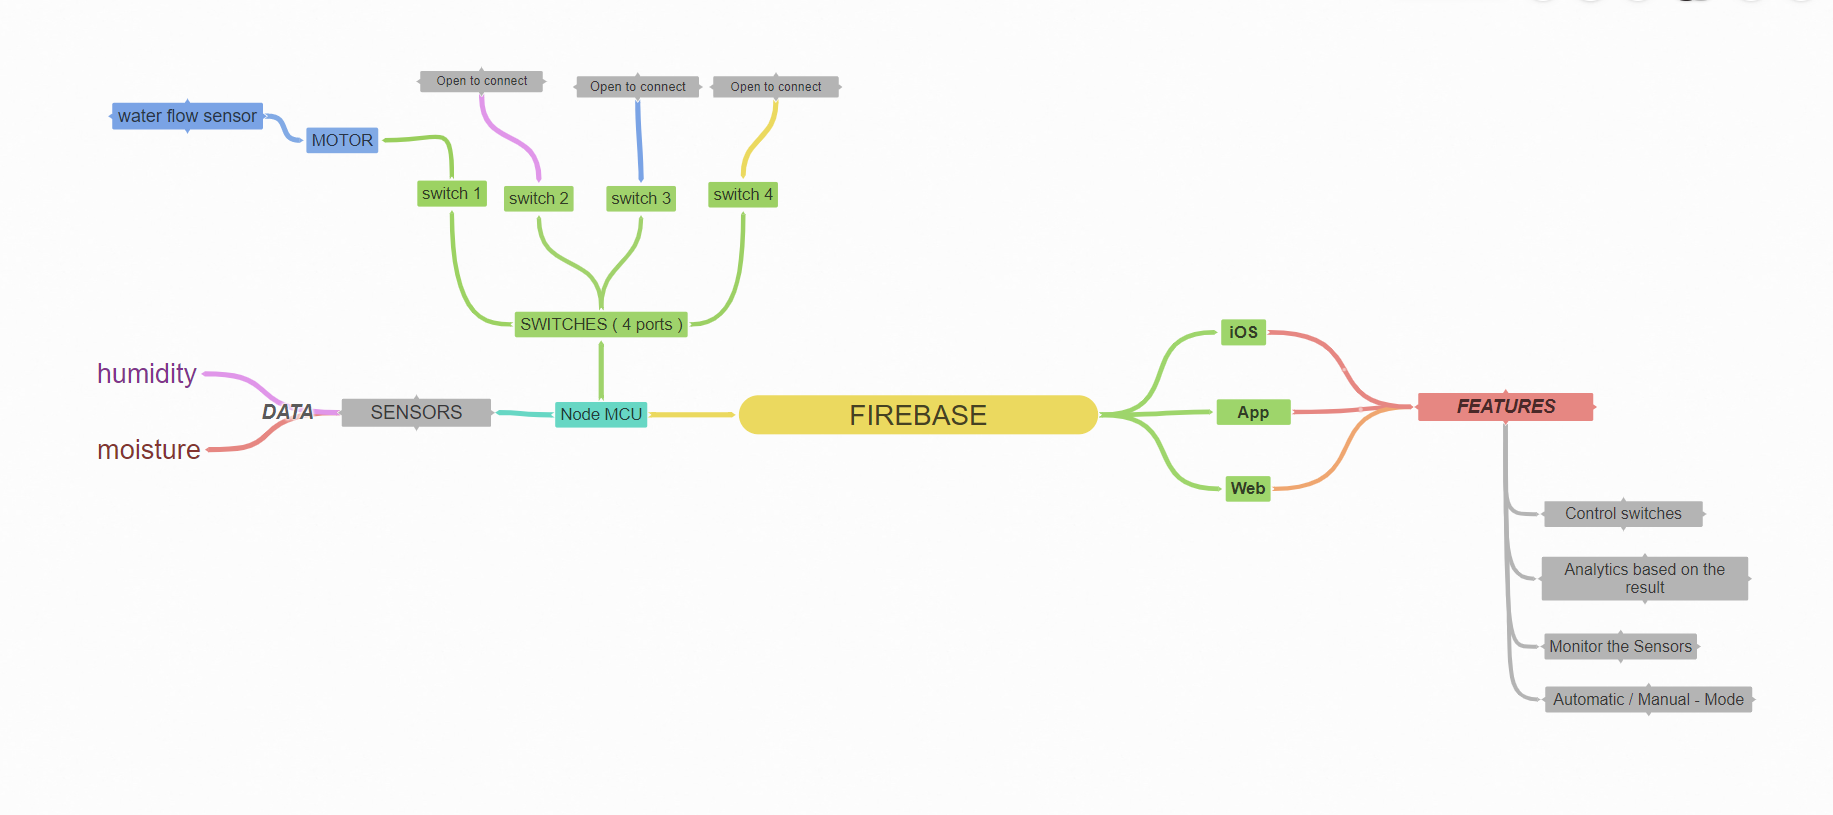 Open to connect
Open to connect
Open to connect
water flow sensor
MOTOR
switch 1
switch 2
switch 3
switch 4
SWITCHES ( 4 ports )
humidity
DATA
moisture
SENSORS
Node MCU
FIREBASE
iOS
App
Web
FEATURES
Control switches
Analytics based on the
result
Monitor the Sensors
Automatic / Manual - Mode